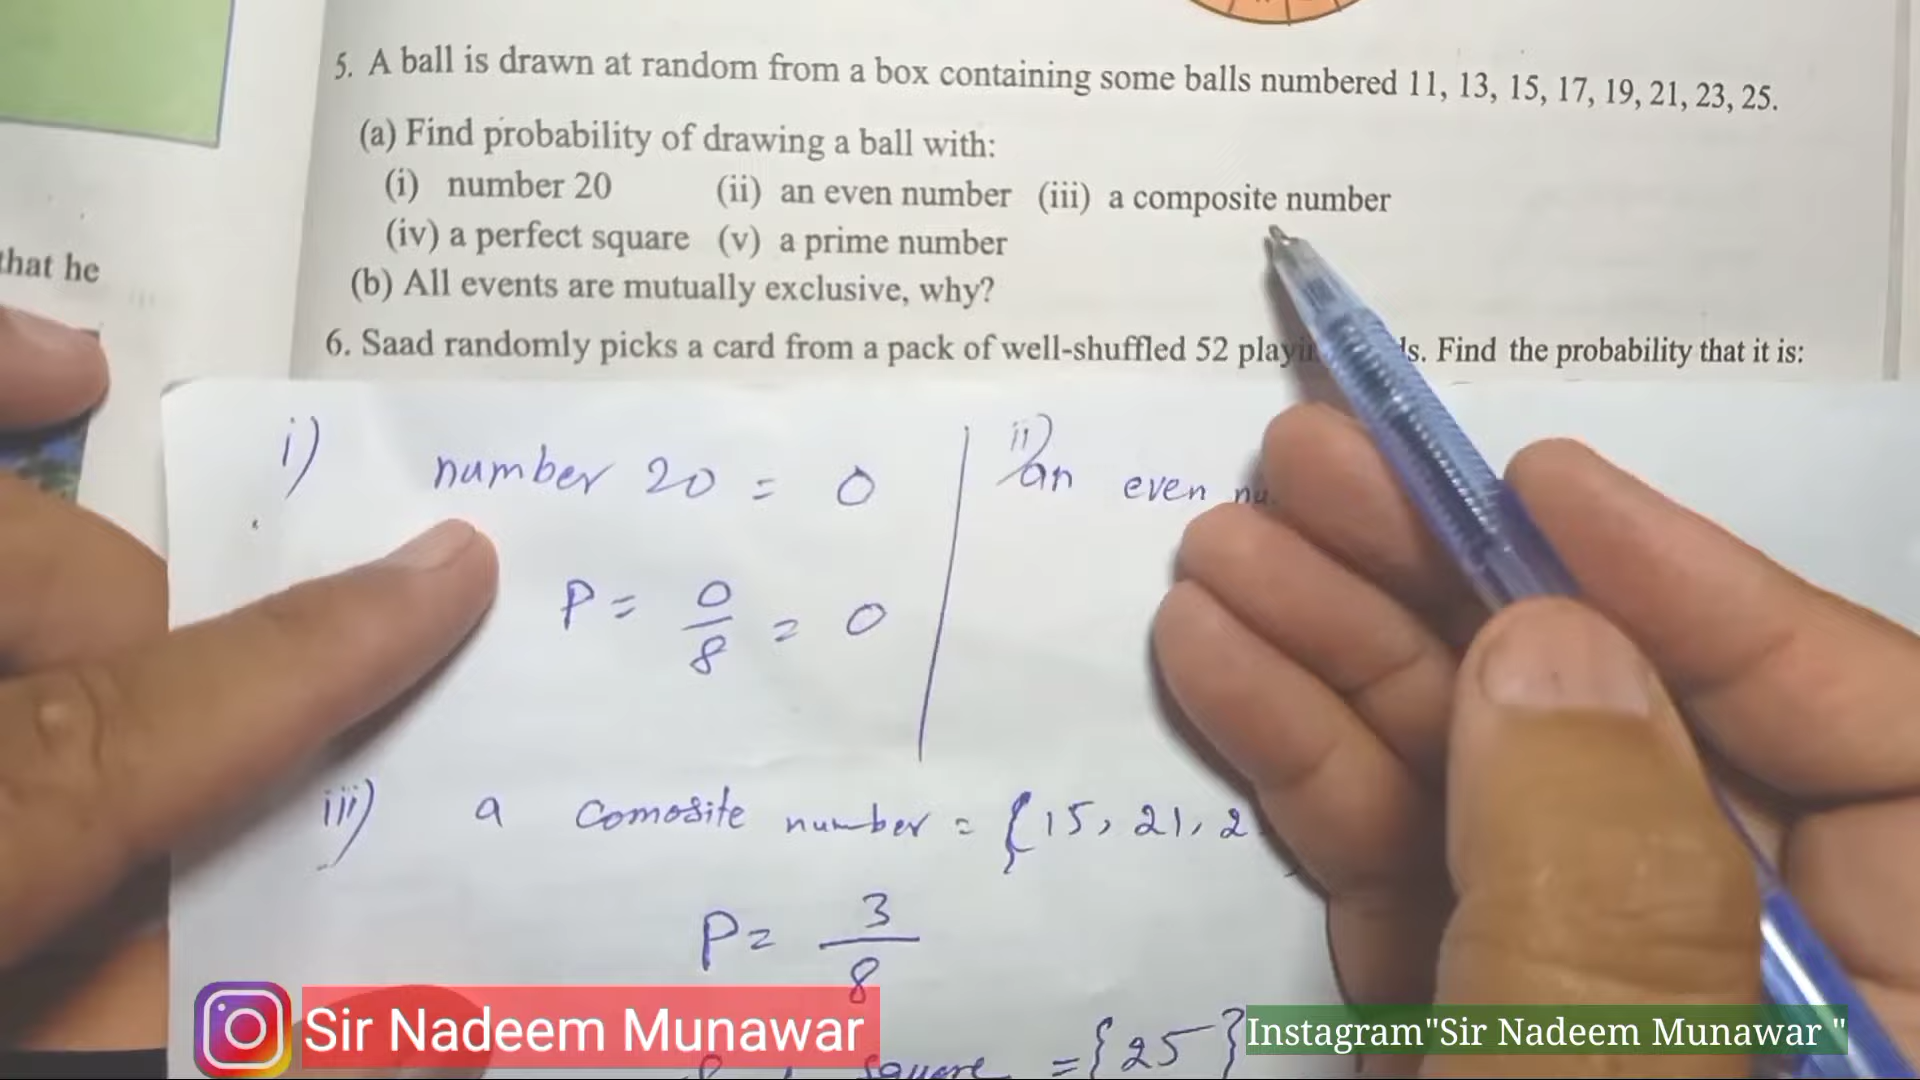 5. A ball is drawn at random from a box containing some balls numbered 11, 13, 15, 17, 19, 21, 23, 25.
(a) Find probability of drawing a ball with:
(i) number 20 (ii) an even number (iii) a composite number
(iv) a perfect square (v) a prime number
that he
(b) All events are mutually exclusive, why?
6. Saad randomly picks a card from a pack of well-shuffled 52 Find the probability that it is:
i) number 20 = 0
ii) an even
P = 0/8 = 0
iii) a comosite number = {15, 21,
P = 3/8
square = {25}
Sir Nadeem Munawar
Instagram"Sir Nadeem Munawar "